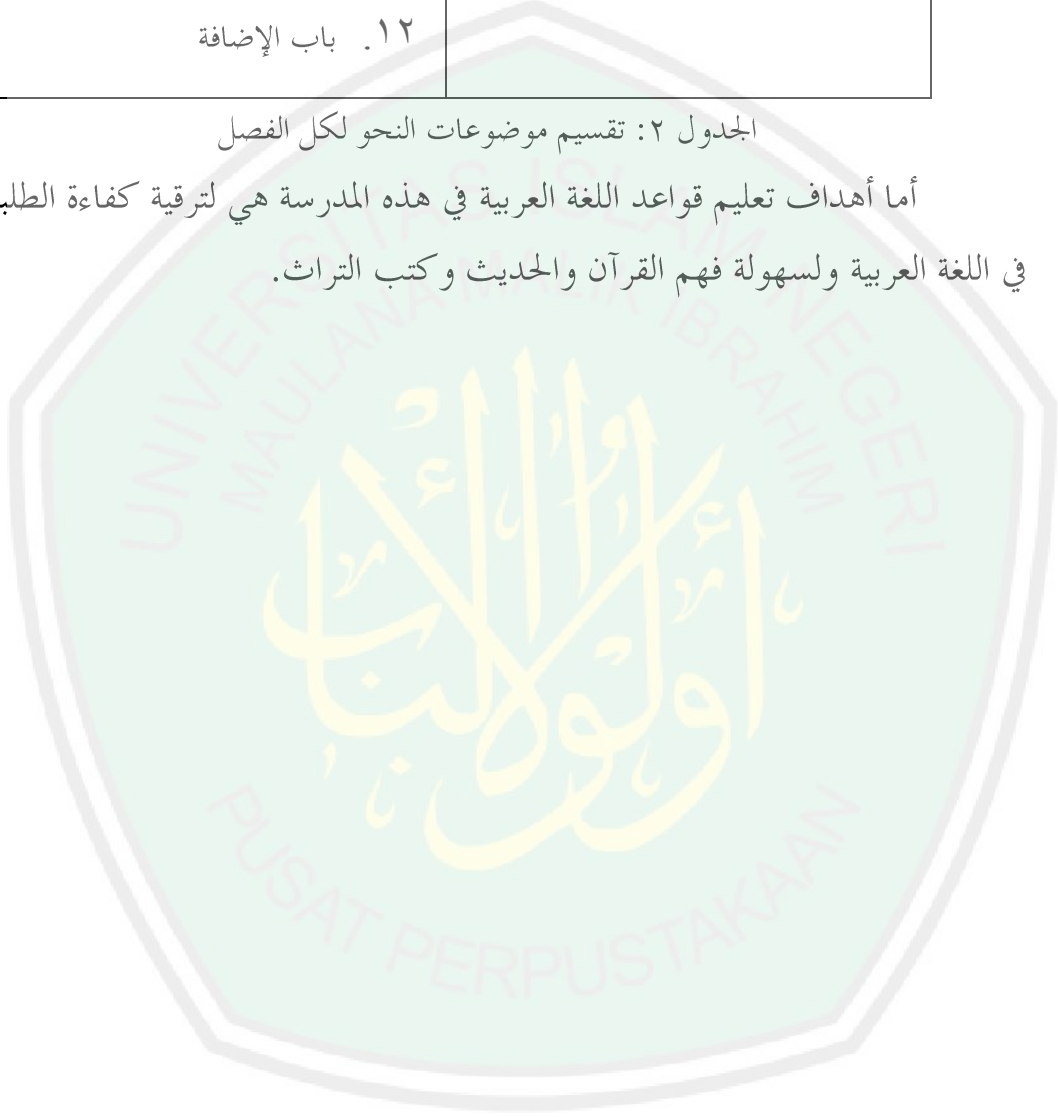 ١٢. باب الإضافة
الجدول ٢: تقسيم موضوعات النحو لكل الفصل
أما أهداف تعليم قواعد اللغة العربية في هذه المدرسة هي لترقية كفاءة
في اللغة العربية ولسهولة فهم القرآن والحديث وكتب التراث.
UNIVERSITAS ISLAM NEGERI
MAULANA MALIK IBRAHIM
أولوا الألباب
PUSAT PERPUSTAKAAN